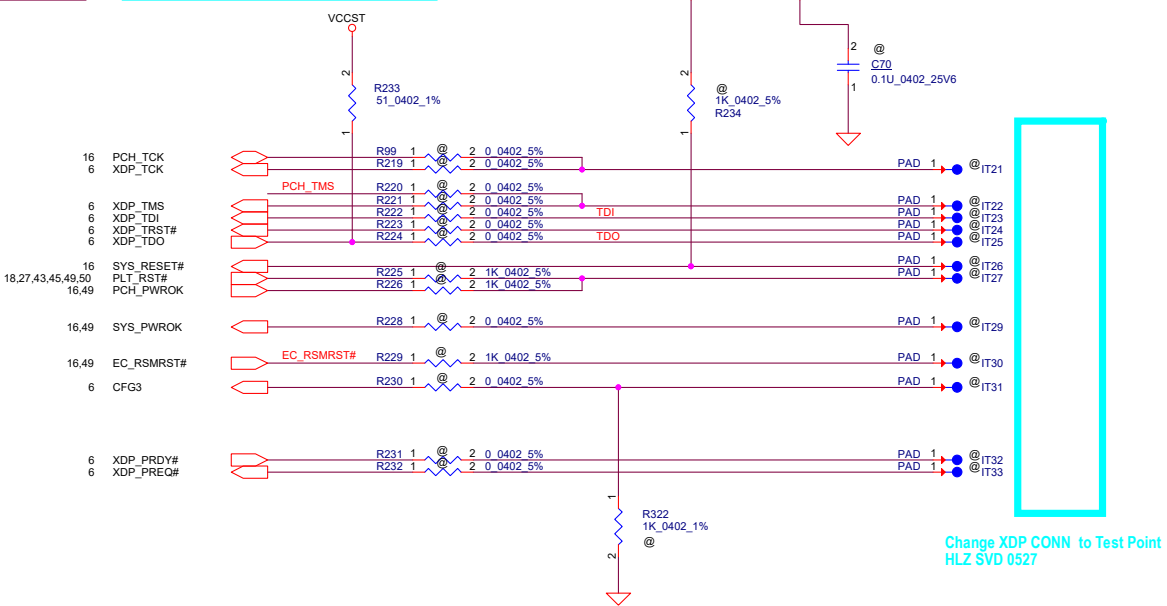 VCCST
2 @
C70
0.1U_0402_25V6
1
2
R233
51_0402_1%
1
2
@
1K_0402_5%
R234
1
16 PCH_TCK R99 1 @ 2 0_0402_5%
6 XDP_TCK R219 1 @ 2 0_0402_5% PAD 1 @ IT21
PCH_TMS R220 1 @ 2 0_0402_5%
6 XDP_TMS R221 1 @ 2 0_0402_5% PAD 1 @ IT22
6 XDP_TDI R222 1 @ 2 0_0402_5% TDI PAD 1 @ IT23
6 XDP_TRST# R223 1 @ 2 0_0402_5% PAD 1 @ IT24
6 XDP_TDO R224 1 @ 2 0_0402_5% TDO PAD 1 @ IT25
16 SYS_RESET# PAD 1 @ IT26
18,27,43,45,49,50 PLT_RST# R225 1 @ 2 1K_0402_5% PAD 1 @ IT27
16,49 PCH_PWROK R226 1 @ 2 1K_0402_5%
16,49 SYS_PWROK R228 1 @ 2 0_0402_5% PAD 1 @ IT29
16,49 EC_RSMRST# EC_RSMRST# R229 1 @ 2 1K_0402_5% PAD 1 @ IT30
6 CFG3 R230 1 @ 2 0_0402_5% PAD 1 @ IT31
6 XDP_PRDY# R231 1 @ 2 0_0402_5% PAD 1 @ IT32
6 XDP_PREQ# R232 1 @ 2 0_0402_5% PAD 1 @ IT33
1
R322
1K_0402_1%
@
2
Change XDP CONN to Test Point
HLZ SVD 0527